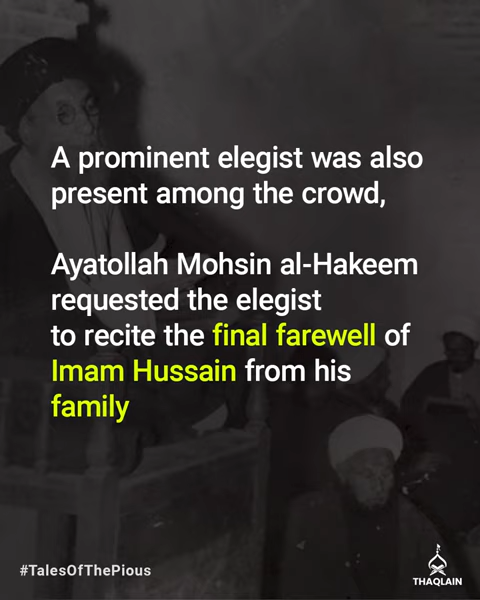 A prominent elegist was also
present among the crowd,
Ayatollah Mohsin al-Hakeem
requested the elegist
to recite the final farewell of
Imam Hussain from his
family
#TalesOfThePious
THAQLAIN